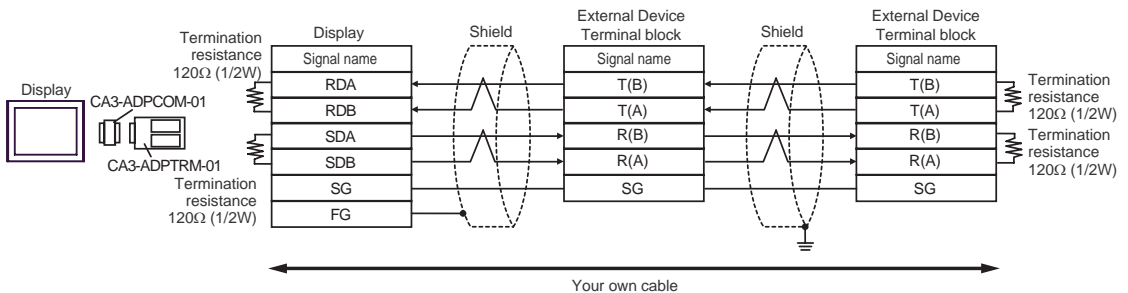 Display
CA3-ADPCOM-01
CA3-ADPTRM-01
Termination
resistance
120Ω (1/2W)
Termination
resistance
120Ω (1/2W)
Display
Signal name
RDA
RDB
SDA
SDB
SG
FG
Shield
External Device
Terminal block
Signal name
T(B)
T(A)
R(B)
R(A)
SG
Shield
External Device
Terminal block
Signal name
T(B)
T(A)
R(B)
R(A)
SG
Termination
resistance
120Ω (1/2W)
Termination
resistance
120Ω (1/2W)
Your own cable